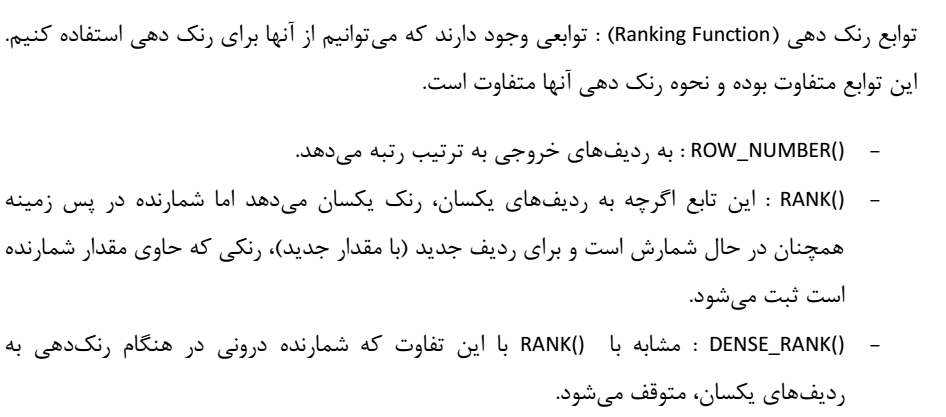 توابع رنک دهی (Ranking Function) : توابعی وجود دارند که می‌توانیم از آنها برای رنک دهی استفاده کنیم.
این توابع متفاوت بوده و نحوه رنک دهی آنها متفاوت است.
- ROW_NUMBER() : به ردیف‌های خروجی به ترتیب رتبه می‌دهد.
- RANK() : این تابع اگرچه به ردیف‌های یکسان، رنک یکسان می‌دهد اما شمارنده در پس زمینه
همچنان در حال شمارش است و برای ردیف جدید (با مقدار جدید)، رنکی که حاوی مقدار شمارنده
است ثبت می‌شود.
- DENSE_RANK() : مشابه با RANK() با این تفاوت که شمارنده درونی در هنگام رنک‌دهی به
ردیف‌های یکسان، متوقف می‌شود.